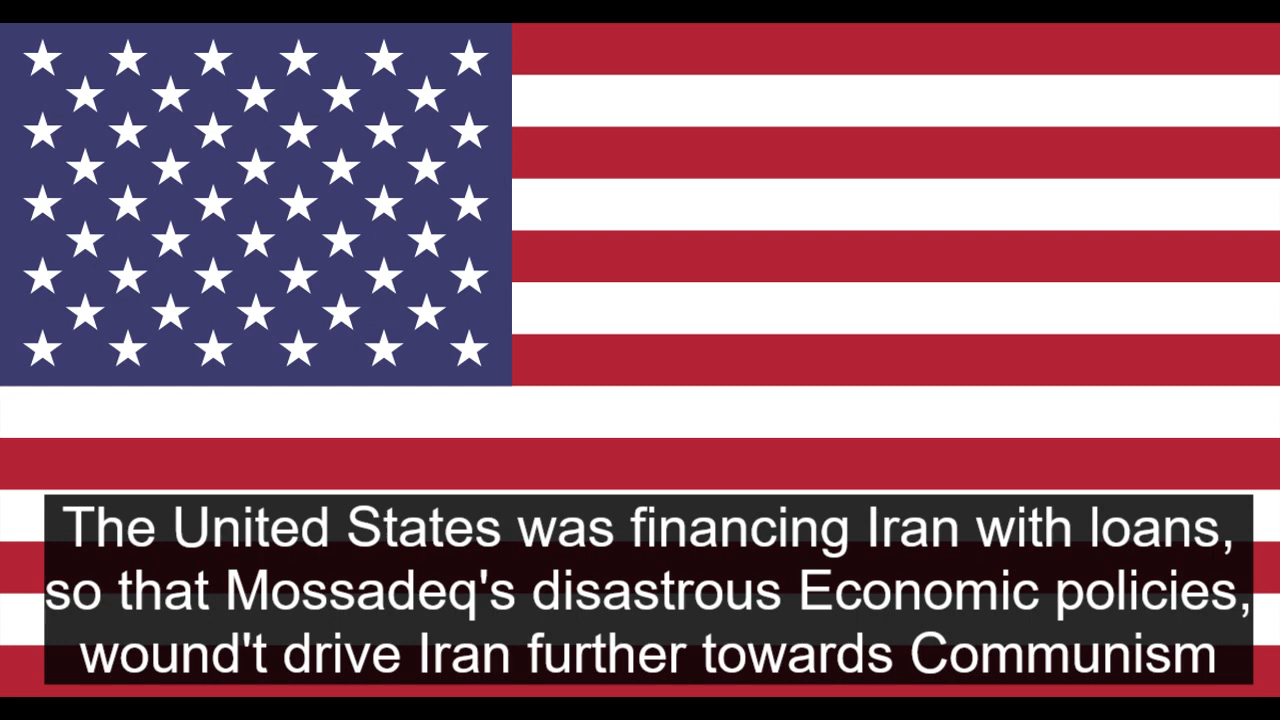 The United States was financing Iran with loans,
so that Mossadeq's disastrous Economic policies,
wound't drive Iran further towards Communism